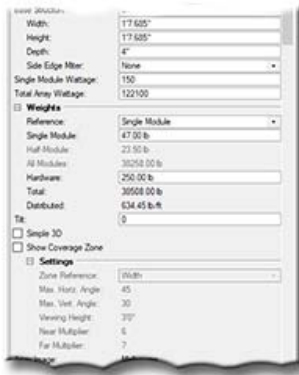 Width: 1'7.685"
Height: 1'7.685"
Depth: 4"
Side Edge Miter: None
Single Module Wattage: 150
Total Array Wattage: 122100
Weights
Reference: Single Module
Single Module: 47.00 lb
Half-Module: 23.50 lb
All Modules: 38258.00 lb
Hardware: 250.00 lb
Total: 38508.00 lb
Distributed: 634.45 lb-ft
Tilt: 0
Simple 3D
Show Coverage Zone
Settings
Zone Reference: Width
Max. Horiz. Angle: 45
Max. Vert. Angle: 30
Viewing Height: 7'0"
Near Multiplier: 6
Far Multiplier: 7